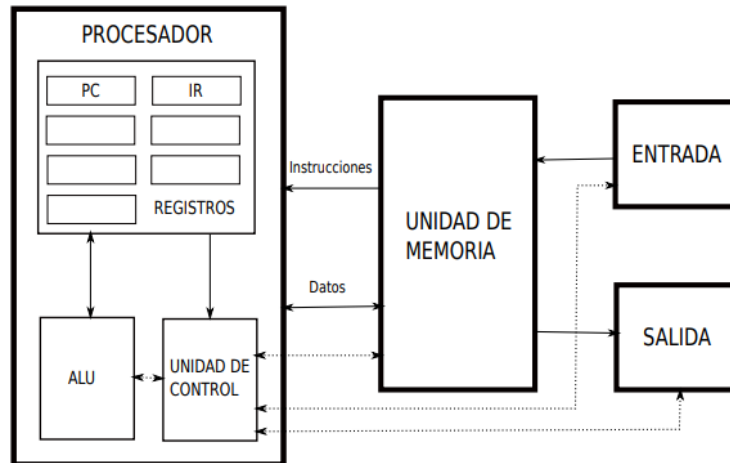 PROCESADOR
PC
IR
REGISTROS
ALU
UNIDAD DE
CONTROL
Instrucciones
Datos
UNIDAD DE
MEMORIA
ENTRADA
SALIDA